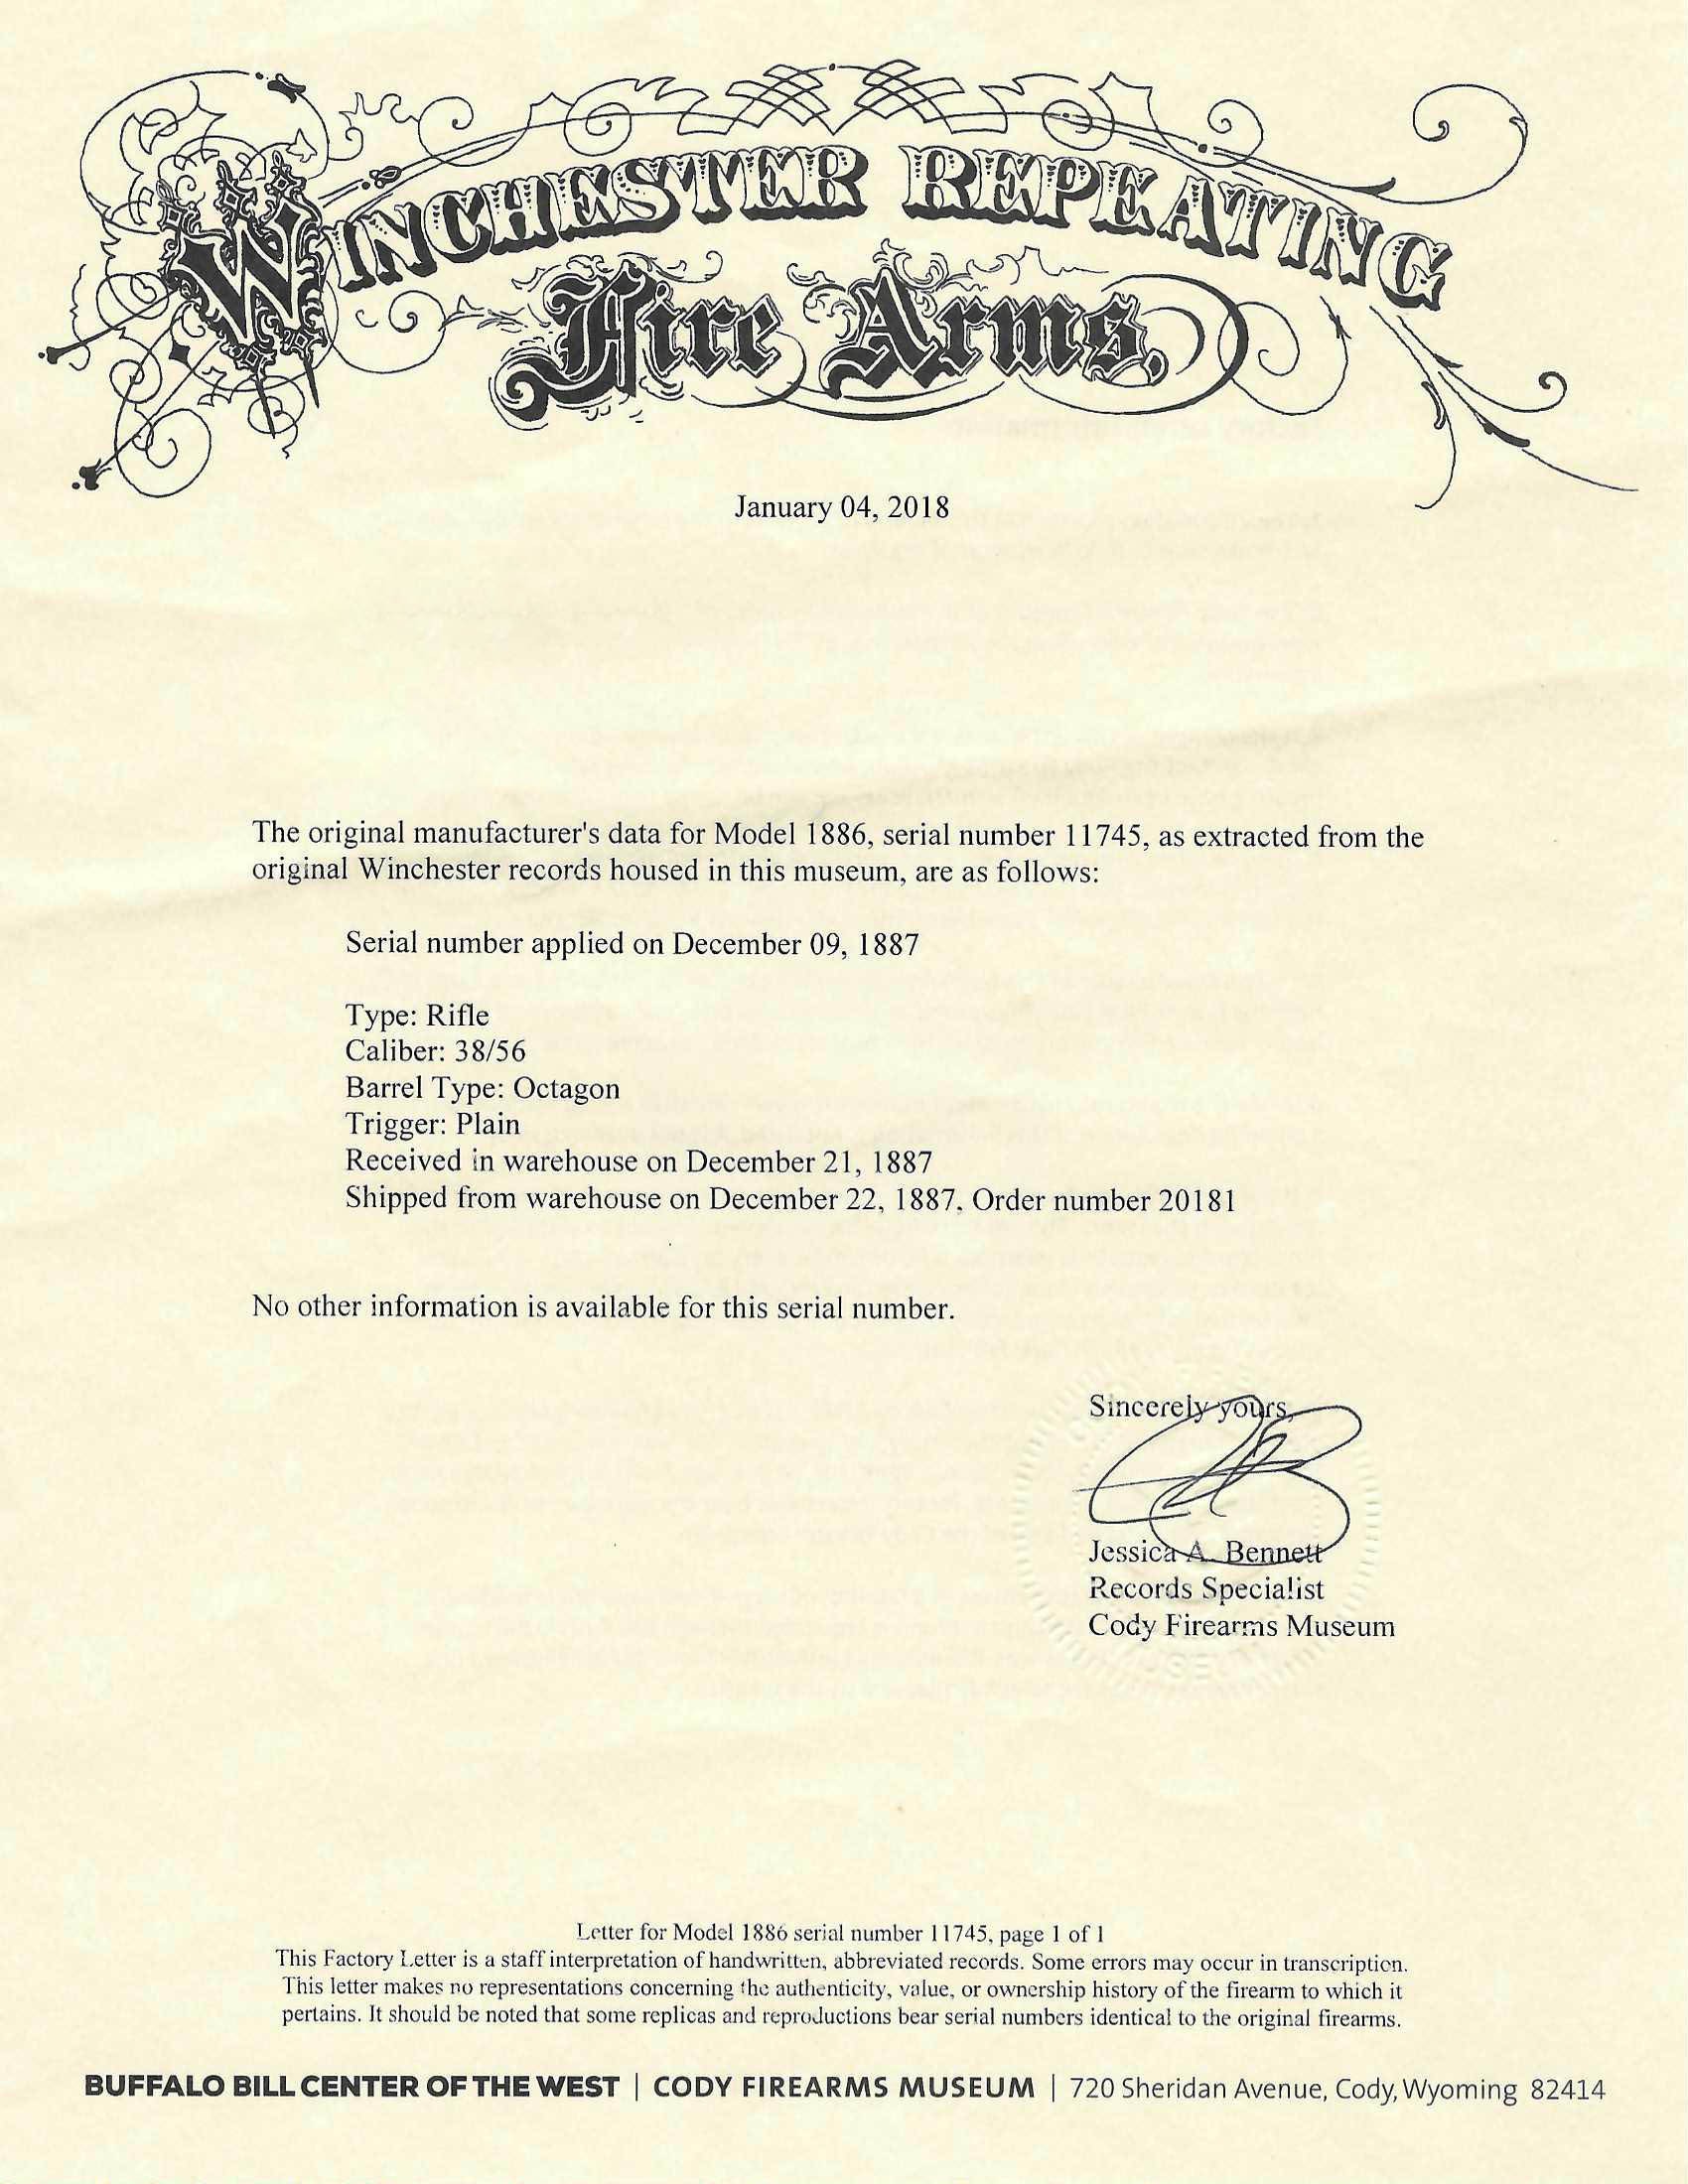 WINCHESTER REPEATING
Fire Arms.
January 04, 2018
The original manufacturer's data for Model 1886, serial number 11745, as extracted from the
original Winchester records housed in this museum, are as follows:
Serial number applied on December 09, 1887
Type: Rifle
Caliber: 38/56
Barrel Type: Octagon
Trigger: Plain
Received in warehouse on December 21, 1887
Shipped from warehouse on December 22, 1887, Order number 20181
No other information is available for this serial number.
Sincerely yours,
Jessica A. Bennett
Records Specialist
Cody Firearms Museum
Letter for Model 1886 serial number 11745, page 1 of 1
This Factory Letter is a staff interpretation of handwritten, abbreviated records. Some errors may occur in transcription.
This letter makes no representations concerning the authenticity, value, or ownership history of the firearm to which it
pertains. It should be noted that some replicas and reproductions bear serial numbers identical to the original firearms.
BUFFALO BILL CENTER OF THE WEST | CODY FIREARMS MUSEUM | 720 Sheridan Avenue, Cody, Wyoming 82414